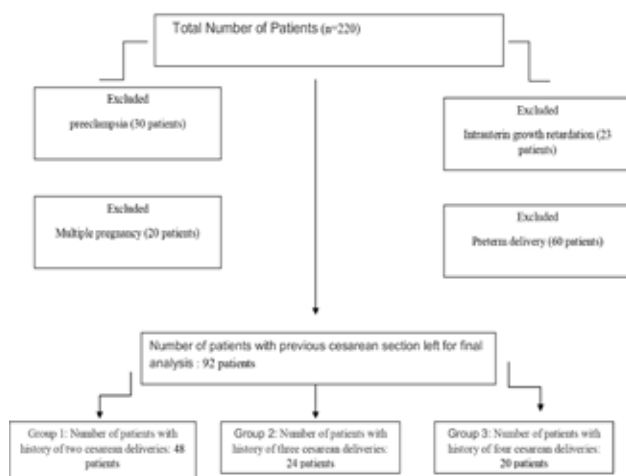 Total Number of Patients (n=220)
Excluded
preeclampsia (30 patients)
Excluded
Intrauterin growth retardation (23
patients)
Excluded
Multiple pregnancy (20 patients)
Excluded
Preterm delivery (60 patients)
Number of patients with previous cesarean section left for final
analysis : 92 patients
Group 1: Number of patients with
history of two cesarean deliveries: 48
patients
Group 2: Number of patients with
history of three cesarean deliveries:
24 patients
Group 3: Number of patients with
history of four cesarean deliveries:
20 patients